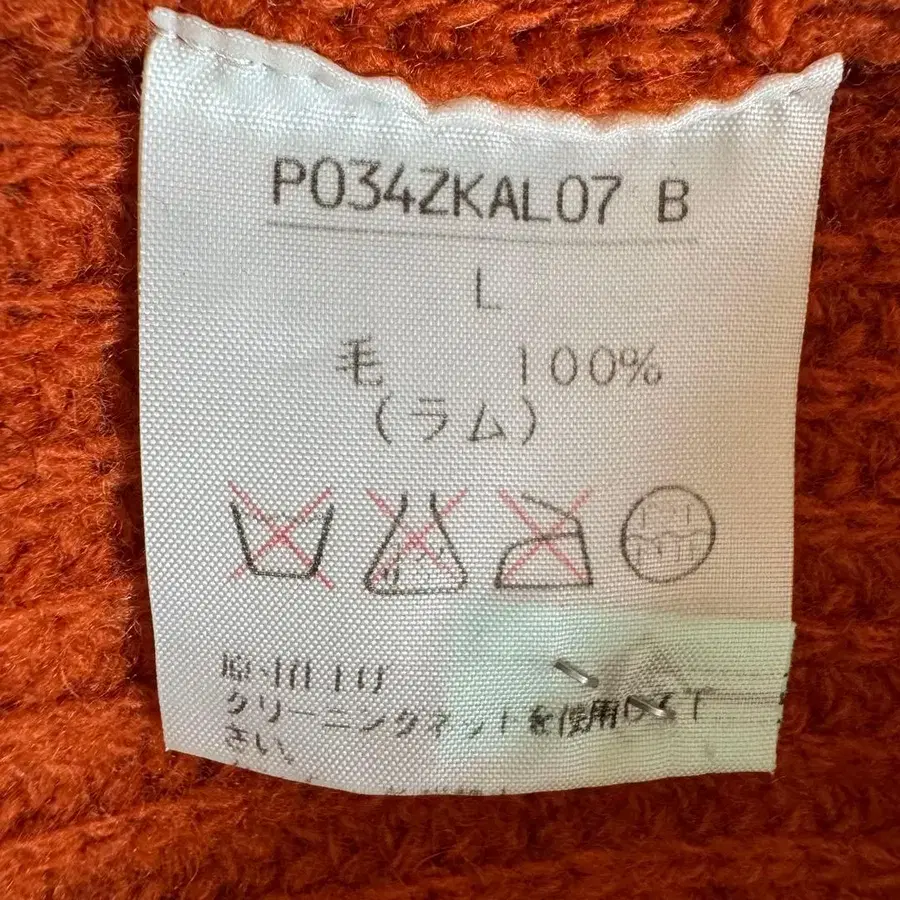 P034ZKAL07 B
L
毛 100%
(ラム)
クリーニングネットを使用して下
さい。